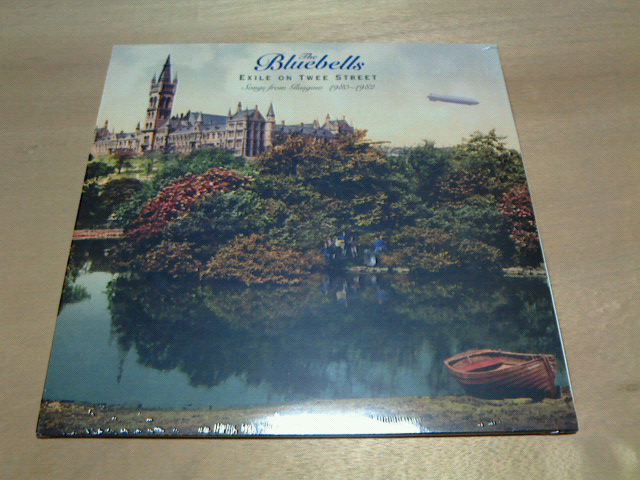 The
Bluebells
EXILE ON TWEE STREET
Songs from Glasgow 1980-1982